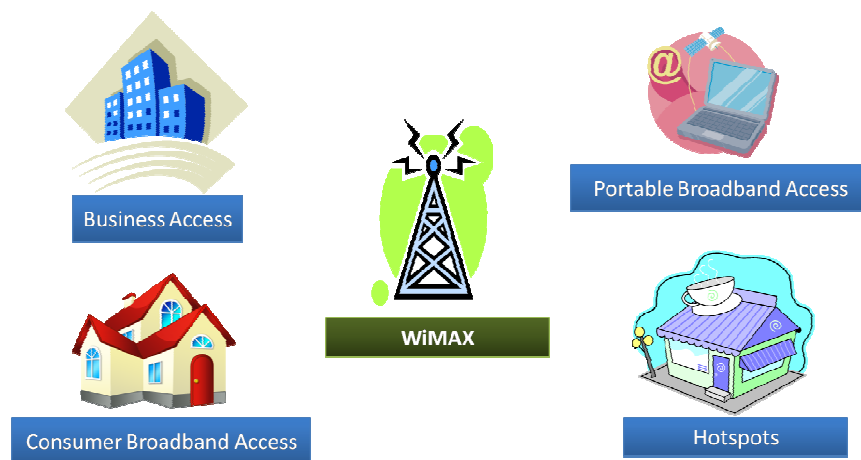 @
Business Access
Portable Broadband Access
WiMAX
Consumer Broadband Access
Hotspots